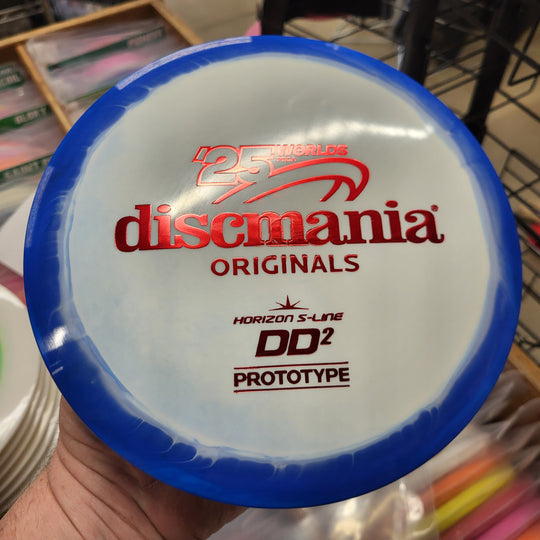 '25 WORLDS
discmania®
ORIGINALS
HORIZON S-LINE
DD²
PROTOTYPE